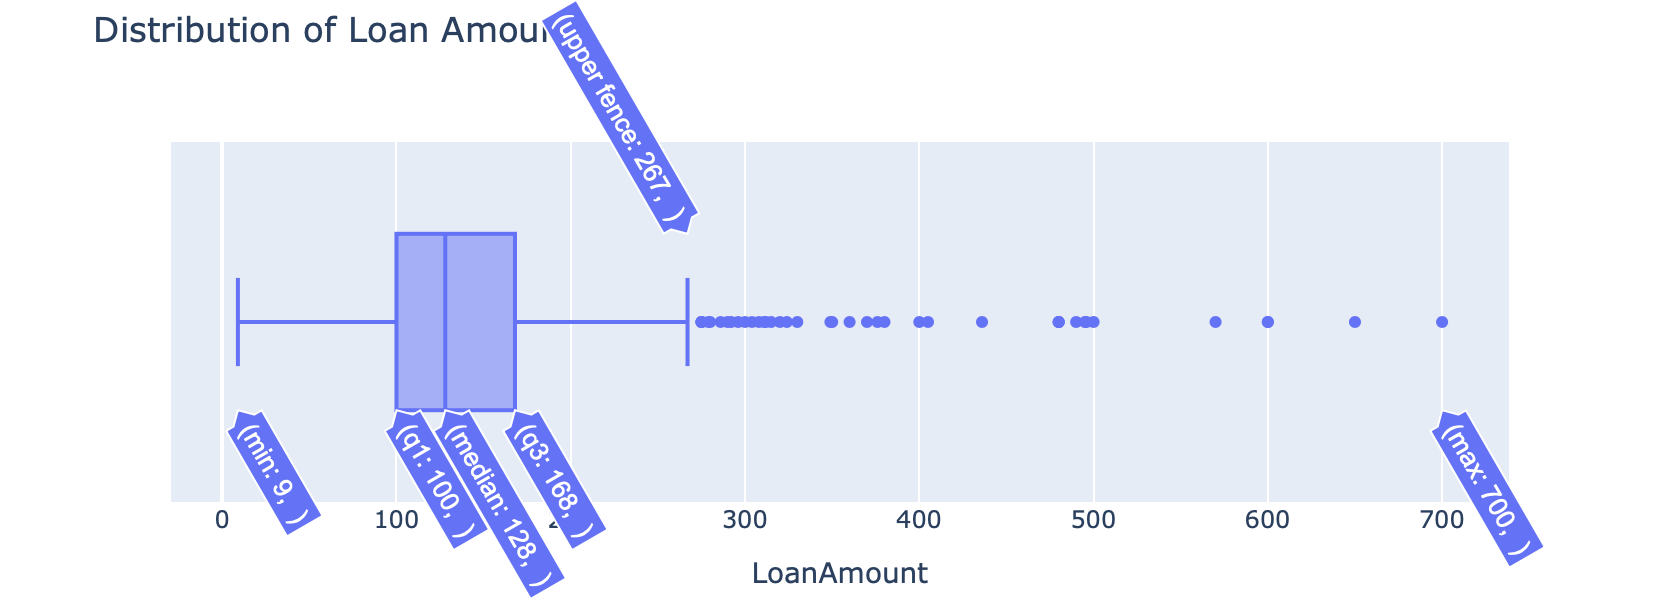 Distribution of Loan Amou
(upper fence: 267, )
(min: 9, )
(q1: 100, )
(median: 128, )
(q3: 168, )
(max: 700, )
0 100 300 400 500 600 700
LoanAmount